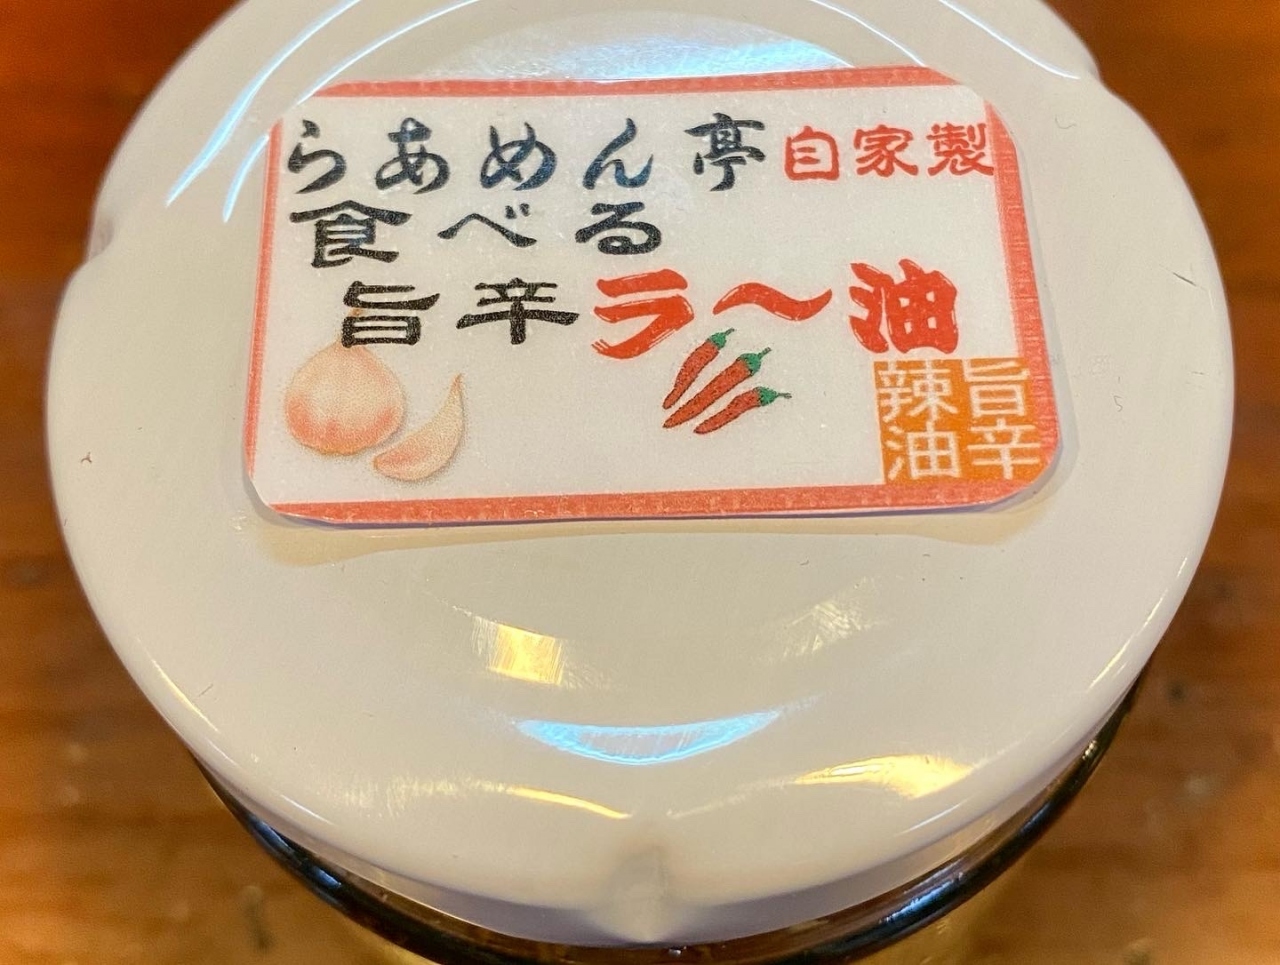 らあめん亭 自家製
食べる
旨辛ラ〜油
旨辛
辣油